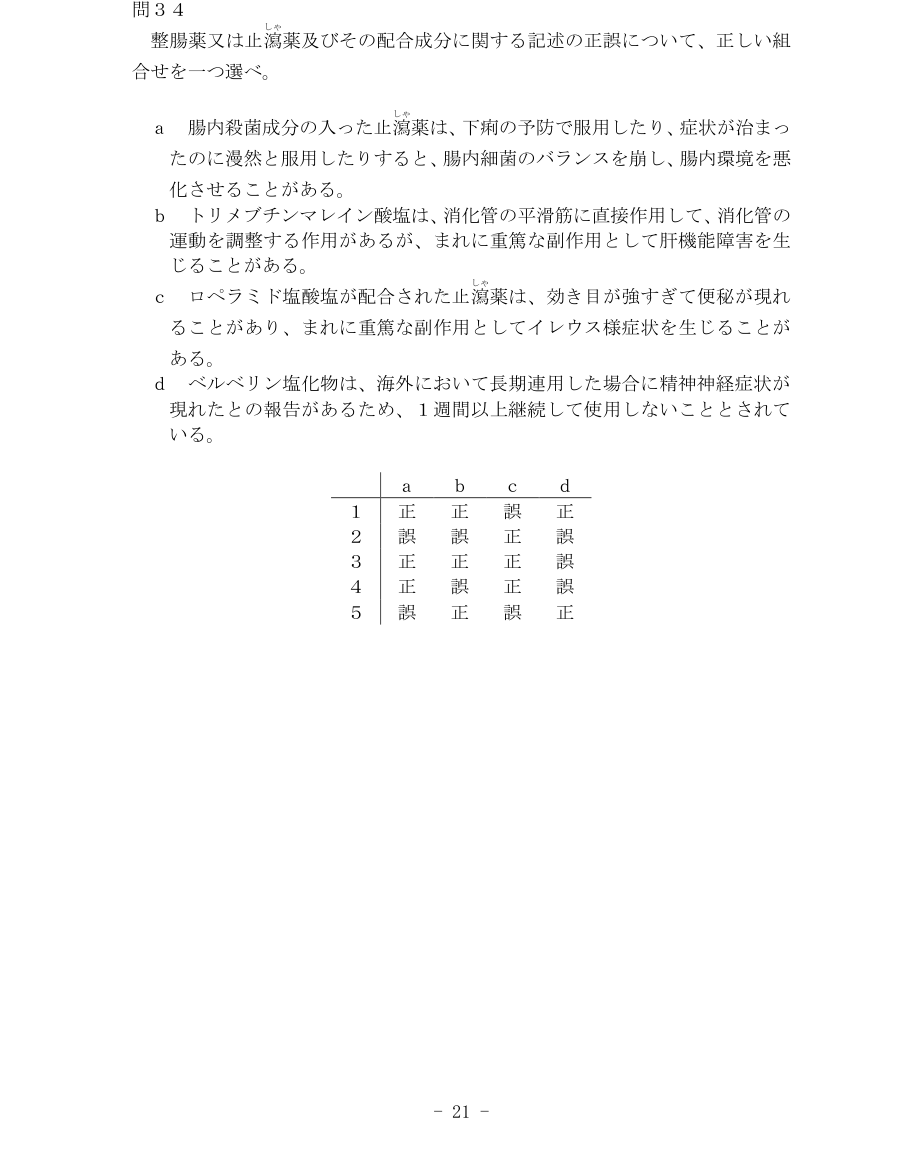 問３４
しゃ
整腸薬又は止瀉薬及びその配合成分に関する記述の正誤について、正しい組
合せを一つ選べ。
しゃ
ａ　腸内殺菌成分の入った止瀉薬は、下痢の予防で服用したり、症状が治まっ
たのに漫然と服用したりすると、腸内細菌のバランスを崩し、腸内環境を悪
化させることがある。
ｂ　トリメブチンマレイン酸塩は、消化管の平滑筋に直接作用して、消化管の
運動を調整する作用があるが、まれに重篤な副作用として肝機能障害を生
じることがある。
しゃ
ｃ　ロペラミド塩酸塩が配合された止瀉薬は、効き目が強すぎて便秘が現れ
ることがあり、まれに重篤な副作用としてイレウス様症状を生じることが
ある。
ｄ　ベルベリン塩化物は、海外において長期連用した場合に精神神経症状が
現れたとの報告があるため、１週間以上継続して使用しないこととされて
いる。
ａ　ｂ　ｃ　ｄ
１　正　正　誤　正
２　誤　誤　正　誤
３　正　正　正　誤
４　正　誤　正　誤
５　誤　正　誤　正
- 21 -